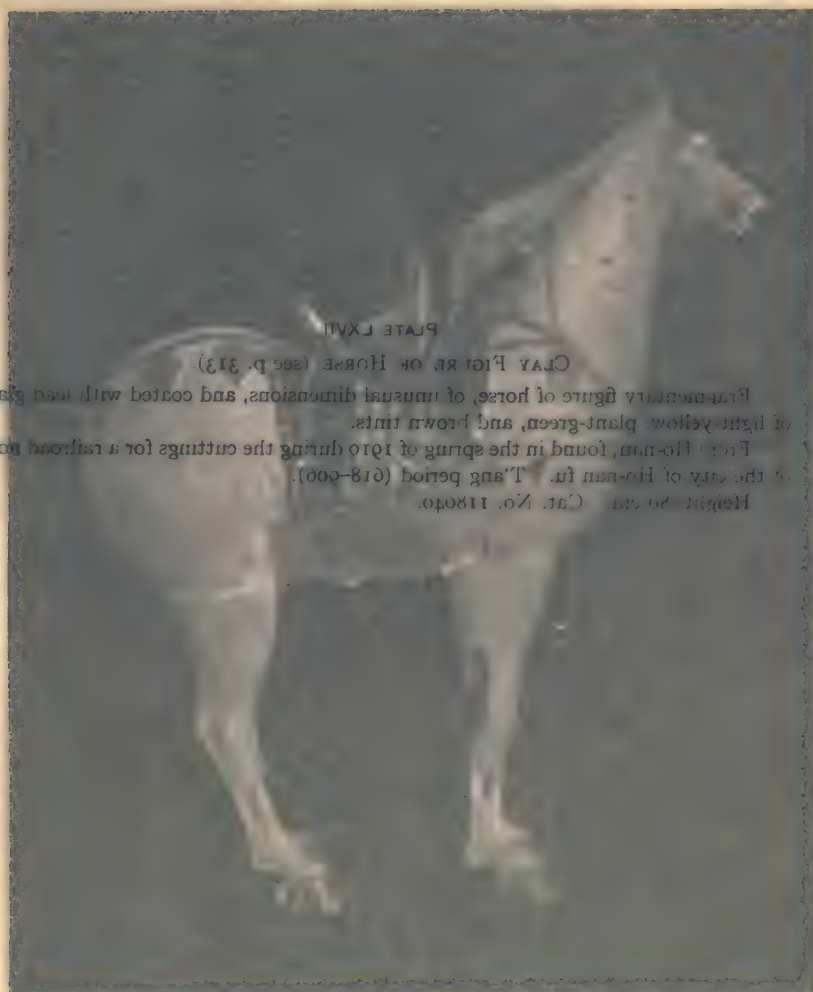 PLATE LXVII
CLAY FIGURE OF HORSE (see p. 313).
Fragmentary figure of horse, of unusual dimensions, and coated with lead gla
of light-yellow, plant-green, and brown tints.
From Ho-nan, found in the spring of 1910 during the cuttings for a railroad no
of the city of Ho-nan fu. T'ang period (618-906).
Height 80 cm. Cat. No. 118040.